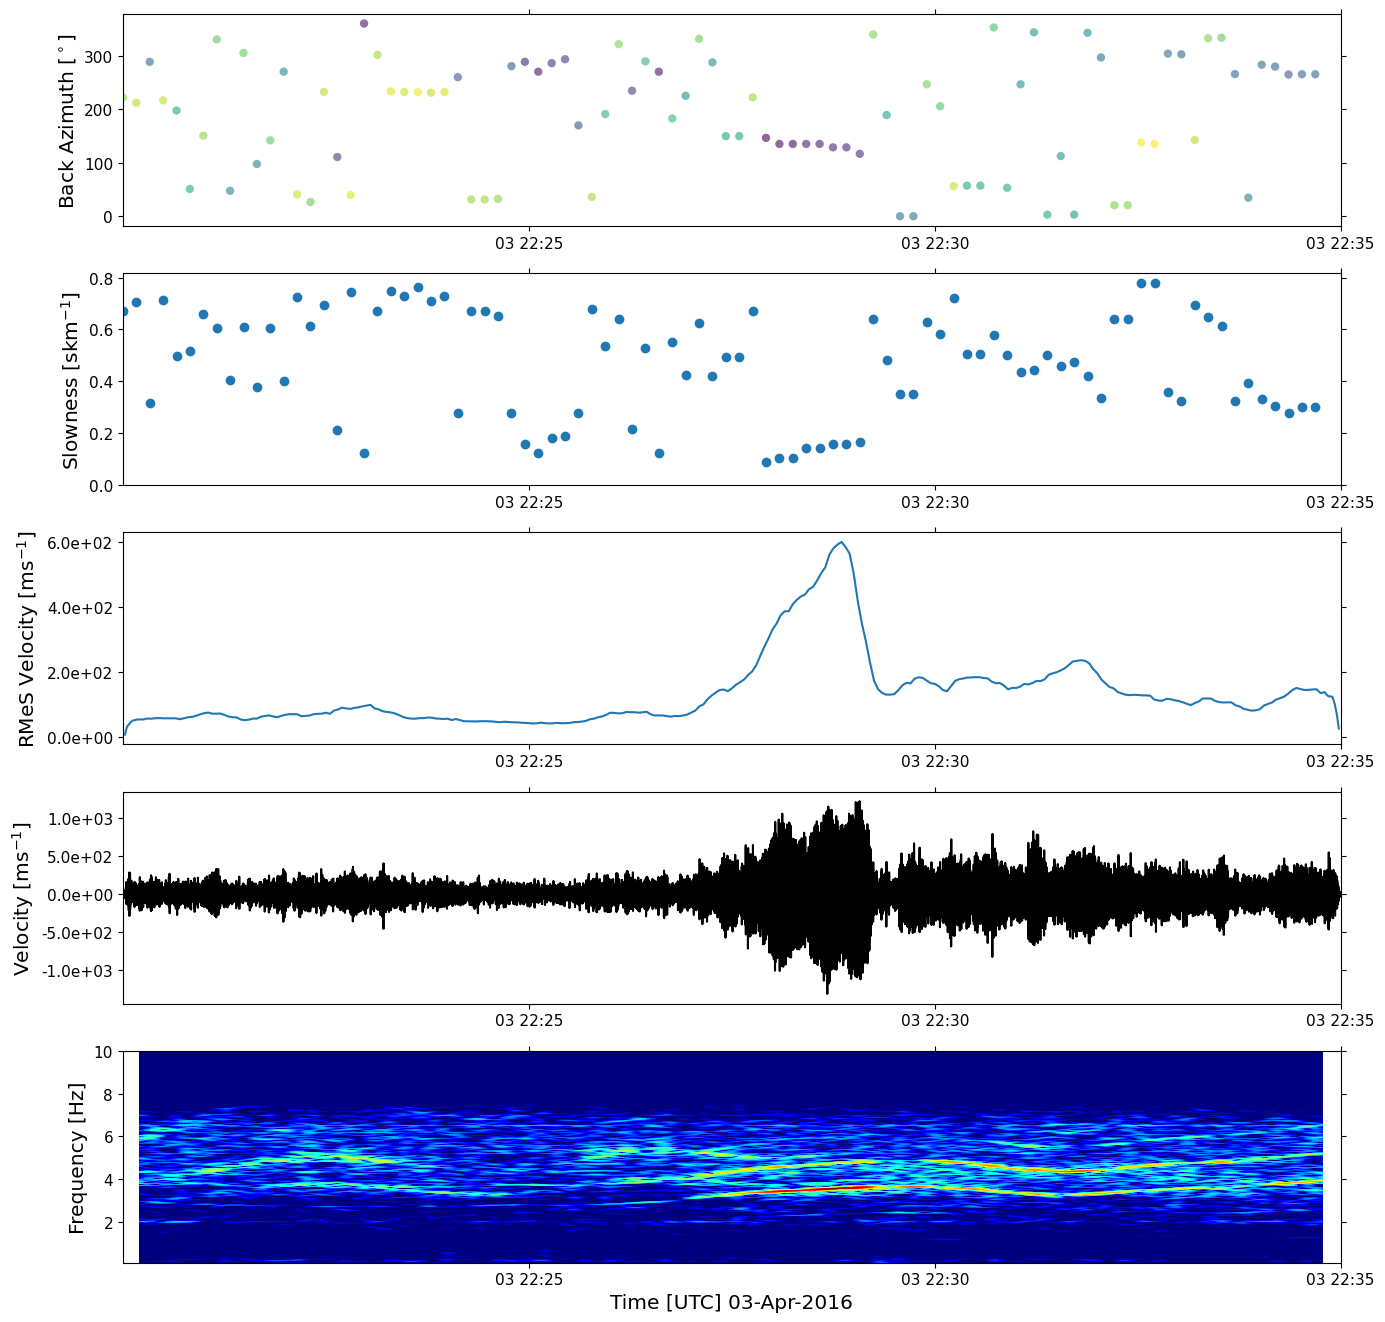 Back Azimuth [°]
300
200
100
0
03 22:25
03 22:30
03 22:35
Slowness [skm⁻¹]
0.8
0.6
0.4
0.2
0.0
03 22:25
03 22:30
03 22:35
RMeS Velocity [ms⁻¹]
6.0e+02
4.0e+02
2.0e+02
0.0e+00
03 22:25
03 22:30
03 22:35
Velocity [ms⁻¹]
1.0e+03
5.0e+02
0.0e+00
-5.0e+02
-1.0e+03
03 22:25
03 22:30
03 22:35
Frequency [Hz]
10
8
6
4
2
03 22:25
03 22:30
03 22:35
Time [UTC] 03-Apr-2016